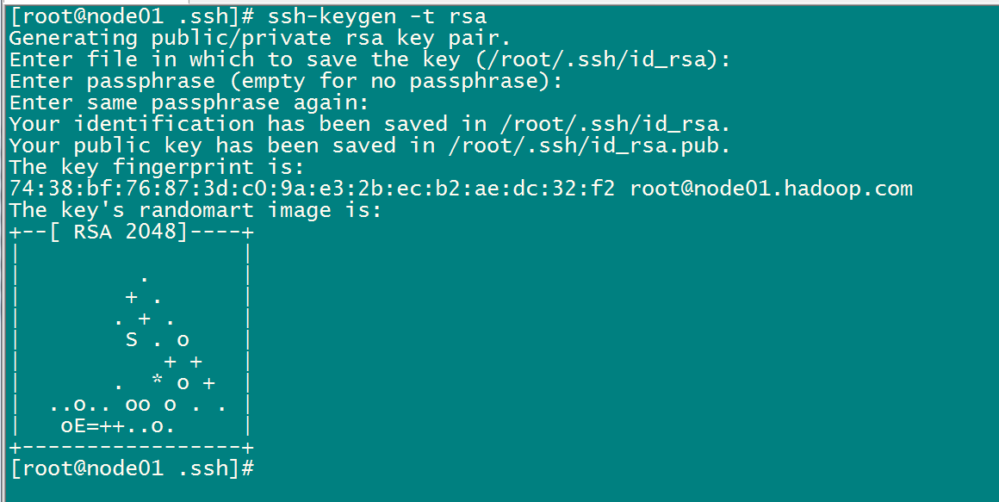 [root@node01 .ssh]# ssh-keygen -t rsa
Generating public/private rsa key pair.
Enter file in which to save the key (/root/.ssh/id_rsa):
Enter passphrase (empty for no passphrase):
Enter same passphrase again:
Your identification has been saved in /root/.ssh/id_rsa.
Your public key has been saved in /root/.ssh/id_rsa.pub.
The key fingerprint is:
74:38:bf:76:87:3d:c0:9a:e3:2b:ec:b2:ae:dc:32:f2 root@node01.hadoop.com
The key's randomart image is:
+--[ RSA 2048]----+
|                 |
|         .       |
|        + .      |
|       . + .     |
|        S . o    |
|           + +   |
|       .  * o +  |
|  ..o.. oo o . . |
|   oE=++..o.     |
+-----------------+
[root@node01 .ssh]#